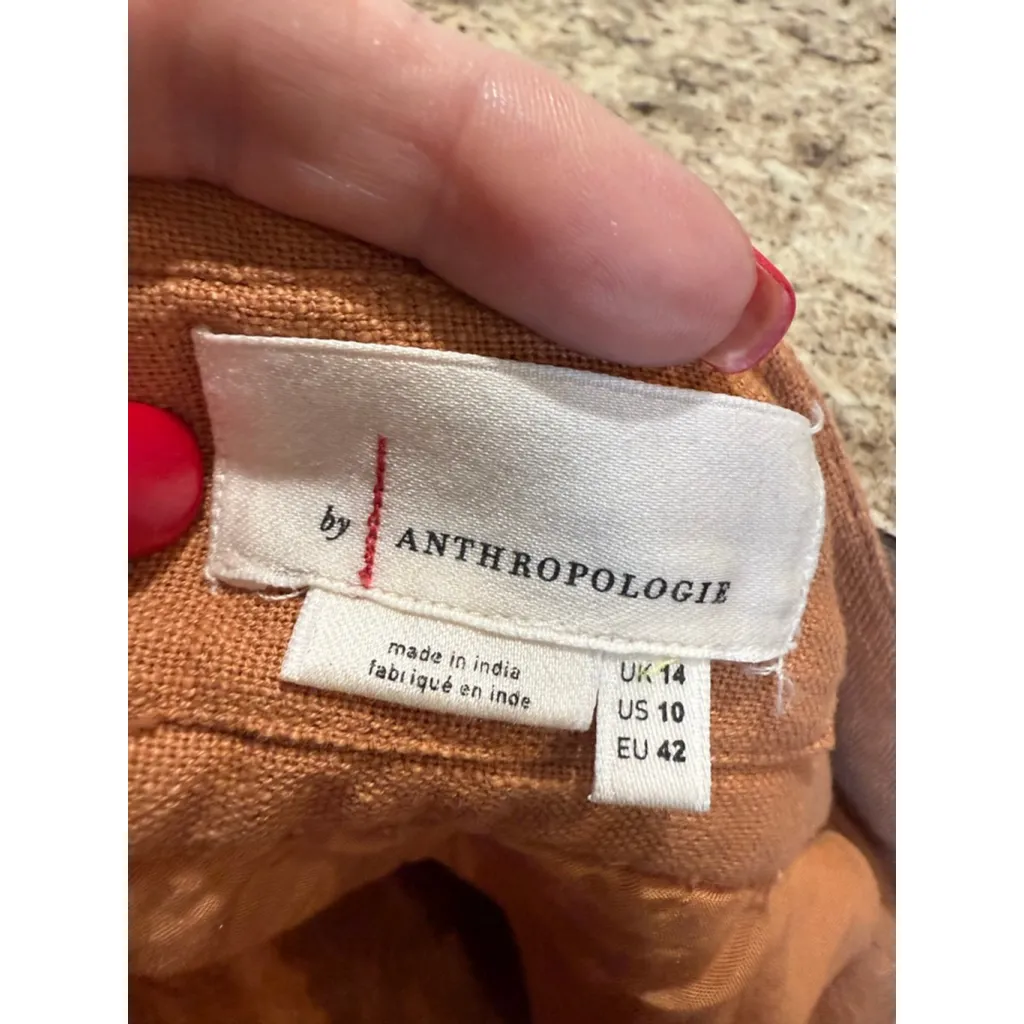 by ANTHROPOLOGIE
made in india
fabriqué en inde
UK 14
US 10
EU 42